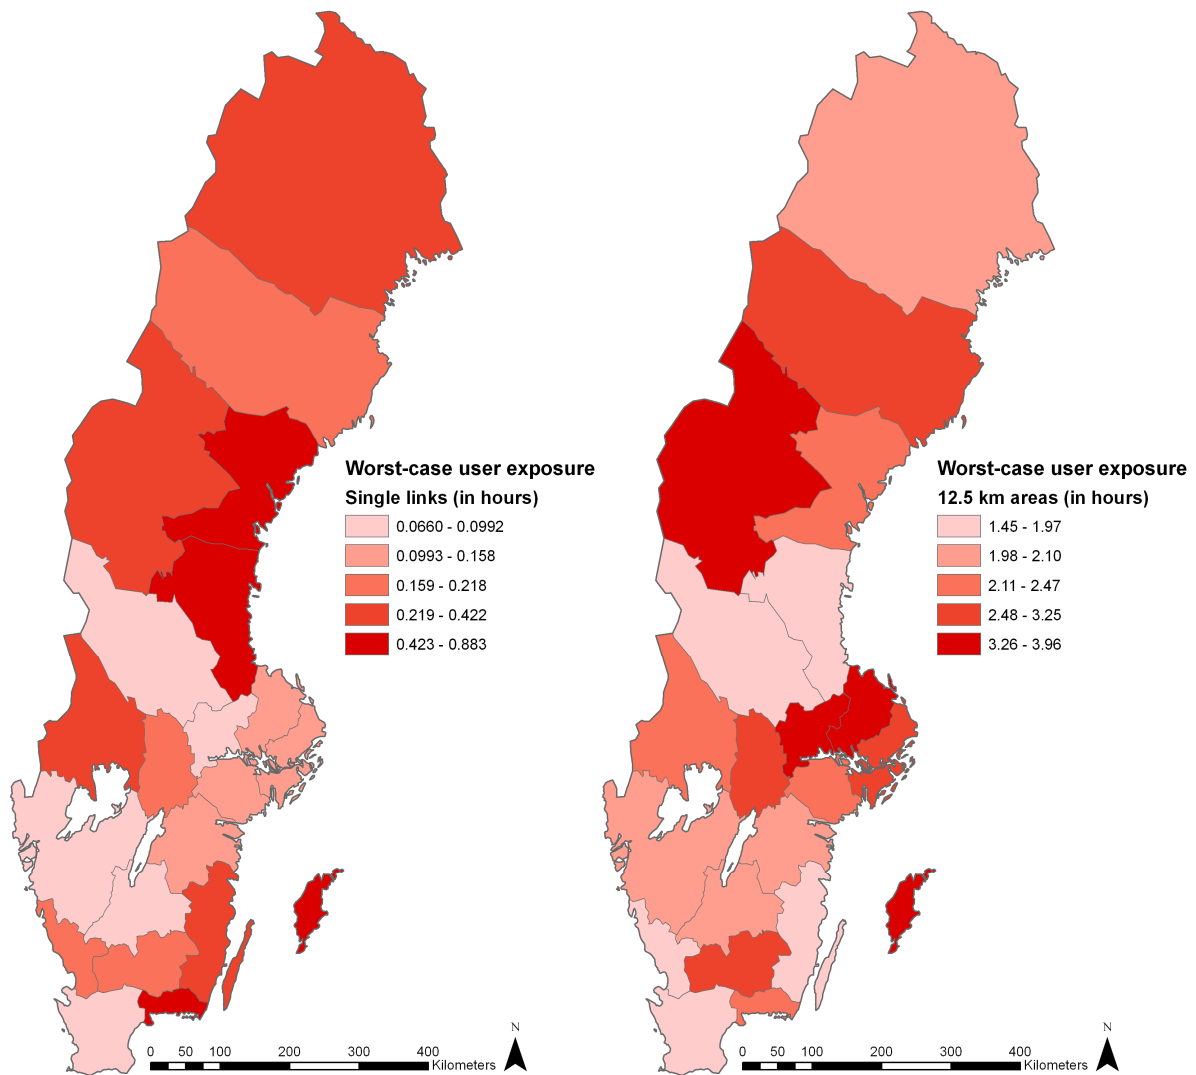 Worst-case user exposure
Single links (in hours)
0.0660 - 0.0992
0.0993 - 0.158
0.159 - 0.218
0.219 - 0.422
0.423 - 0.883
N
0 50 100 200 300 400
Kilometers
Worst-case user exposure
12.5 km areas (in hours)
1.45 - 1.97
1.98 - 2.10
2.11 - 2.47
2.48 - 3.25
3.26 - 3.96
N
0 50 100 200 300 400
Kilometers